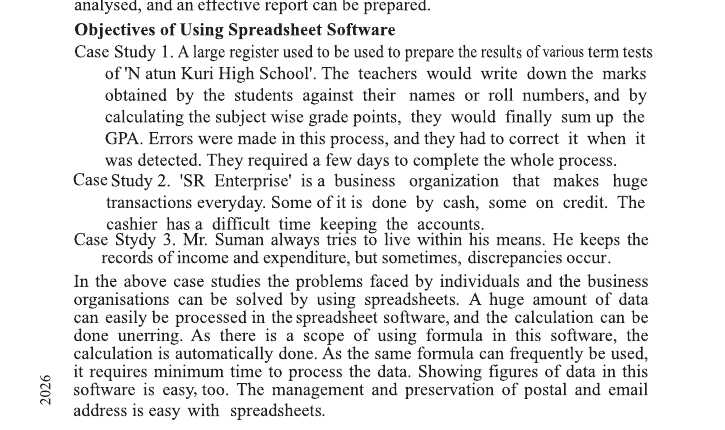 analysed, and an effective report can be prepared.
Objectives of Using Spreadsheet Software
Case Study 1. A large register used to be used to prepare the results of various term tests
of 'N atun Kuri High School'. The teachers would write down the marks
obtained by the students against their names or roll numbers, and by
calculating the subject wise grade points, they would finally sum up the
GPA. Errors were made in this process, and they had to correct it when it
was detected. They required a few days to complete the whole process.
Case Study 2. 'SR Enterprise' is a business organization that makes huge
transactions everyday. Some of it is done by cash, some on credit. The
cashier has a difficult time keeping the accounts.
Case Stydy 3. Mr. Suman always tries to live within his means. He keeps the
records of income and expenditure, but sometimes, discrepancies occur.
In the above case studies the problems faced by individuals and the business
organisations can be solved by using spreadsheets. A huge amount of data
can easily be processed in the spreadsheet software, and the calculation can be
done unerring. As there is a scope of using formula in this software, the
calculation is automatically done. As the same formula can frequently be used,
it requires minimum time to process the data. Showing figures of data in this
software is easy, too. The management and preservation of postal and email
address is easy with spreadsheets.
2026